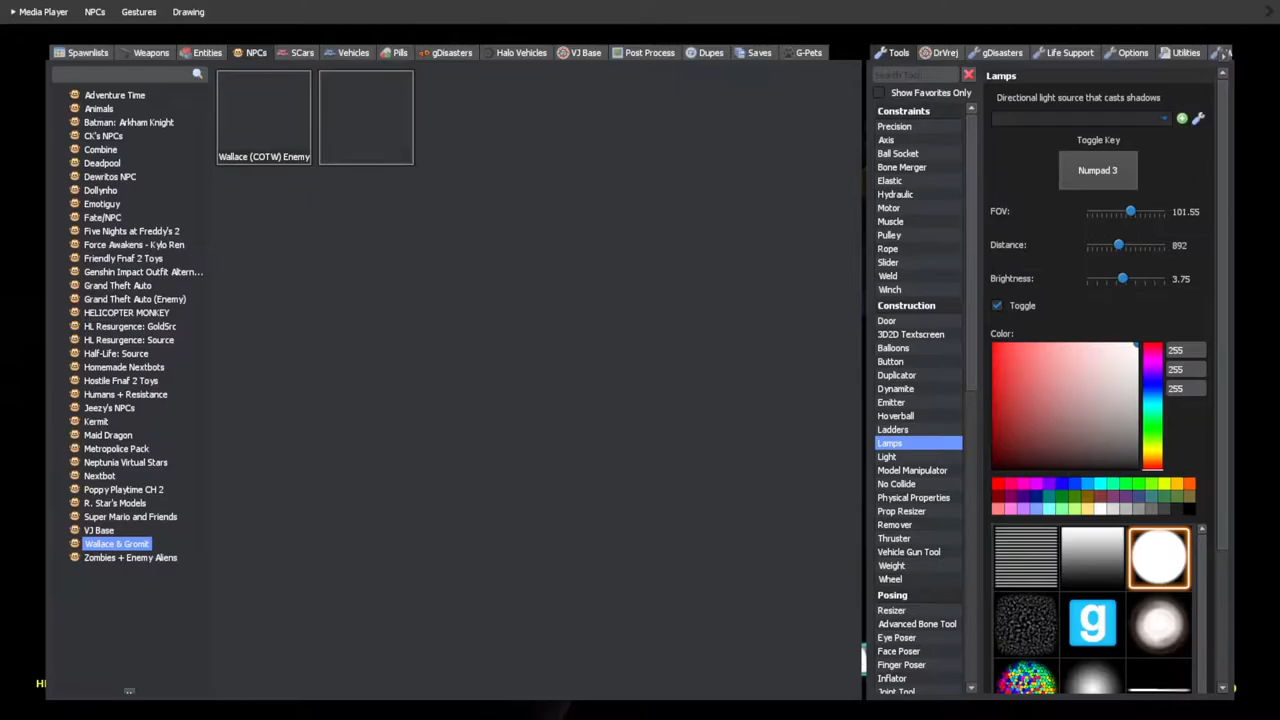 Media Player NPCs Gestures Drawing
Spawnlists Weapons Entities NPCs SCars Vehicles Pills gDisasters Halo Vehicles VJ Base Post Process Dupes Saves G-Pets
Adventure Time
Animals
Batman: Arkham Knight
CK's NPCs
Combine
Deadpool
Dewritos NPC
Dollynho
Emotiguy
Fate/NPC
Five Nights at Freddy's 2
Force Awakens - Kylo Ren
Friendly Fnaf 2 Toys
Genshin Impact Outfit Altern...
Grand Theft Auto
Grand Theft Auto (Enemy)
HELICOPTER MONKEY
HL Resurgence: GoldSrc
HL Resurgence: Source
Half-Life: Source
Homemade Nextbots
Hostile Fnaf 2 Toys
Humans + Resistance
Jeezy's NPCs
Kermit
Maid Dragon
Metropolice Pack
Neptunia Virtual Stars
Nextbot
Poppy Playtime CH 2
R. Star's Models
Super Mario and Friends
VJ Base
Wallace & Gromit
Zombies + Enemy Aliens
Wallace (COTW) Enemy
Tools DrVrej gDisasters Life Support Options Utilities
Search Tool...
Show Favorites Only
Constraints
Precision
Axis
Ball Socket
Bone Merger
Elastic
Hydraulic
Motor
Muscle
Pulley
Rope
Slider
Weld
Winch
Construction
Door
3D2D Textscreen
Balloons
Button
Duplicator
Dynamite
Emitter
Hoverball
Ladders
Lamps
Light
Model Manipulator
No Collide
Physical Properties
Prop Resizer
Remover
Thruster
Vehicle Gun Tool
Weight
Wheel
Posing
Resizer
Advanced Bone Tool
Eye Poser
Face Poser
Finger Poser
Inflator
Joint Tool
Lamps
Directional light source that casts shadows
Toggle Key
Numpad 3
FOV: 101.55
Distance: 892
Brightness: 3.75
Toggle
Color:
255
255
255
g